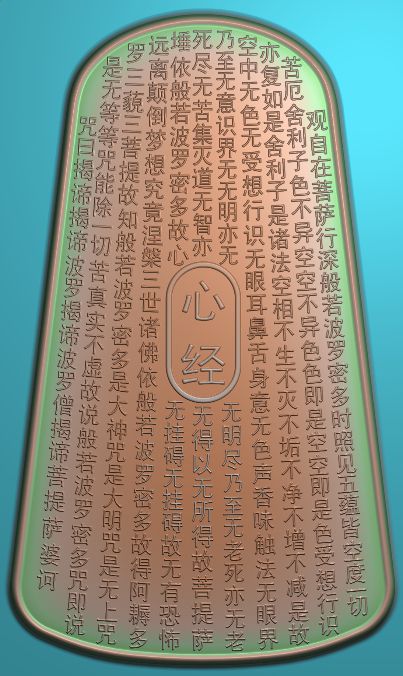 观自在菩萨行深般若波罗密多时照见五蕴皆空度一切
苦厄舍利子色不异空空不异色色即是空空即是色受想行识
亦复如是舍利子是诸法空相不生不灭不垢不净不增不减是故
空中无色无受想行识无眼耳鼻舌身意无色声香味触法无眼界
乃至无意识界无无明亦无
无明尽乃至无老死亦无老
死尽无苦集灭道无智亦
无得以无所得故菩提萨
埵依般若波罗密多故心
无挂碍无挂碍故无有恐怖
心经
远离颠倒梦想究竟涅槃三世诸佛依般若波罗密多故得阿耨多
罗三藐三菩提故知般若波罗密多是大神咒是大明咒是无上咒
是无等等咒能除一切苦真实不虚故说般若波罗密多咒即说
咒曰揭谛揭谛波罗揭谛波罗僧揭谛菩提萨婆诃